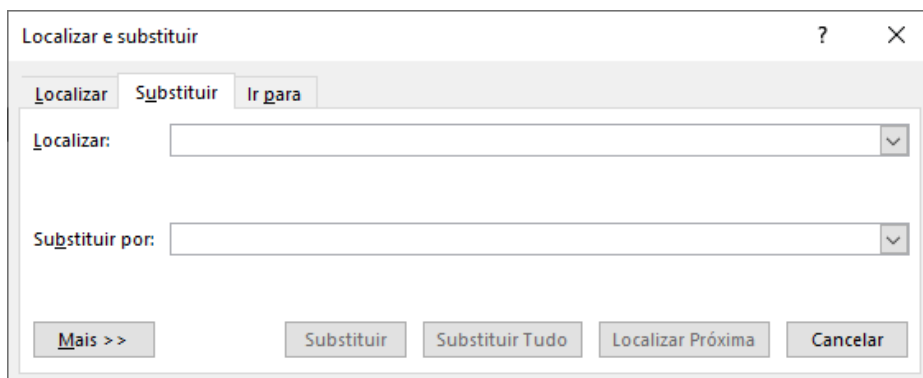 Localizar e substituir ?
Localizar Substituir Ir para
Localizar:
Substituir por:
Mais >> Substituir Substituir Tudo Localizar Próxima Cancelar